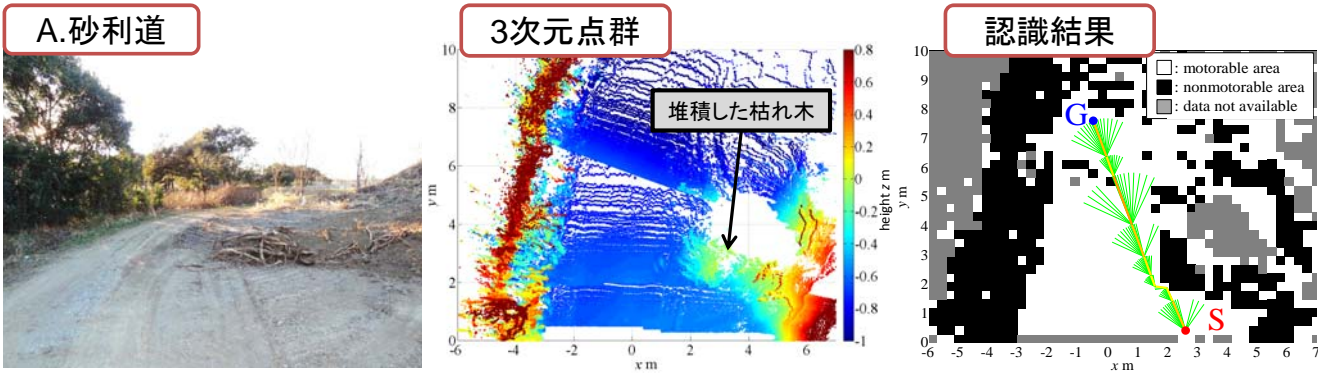 A.砂利道
3次元点群
認識結果
堆積した枯れ木
10
8
6
4
2
0
y m
-6
-4
-2
0
2
4
6
x m
0.8
0.6
0.4
0.2
0
-0.2
-0.4
-0.6
-0.8
-1
height z m
: motorable area
: nonmotorable area
: data not available
G
S
10
9
8
7
6
5
4
3
2
1
0
y m
-6 -5 -4 -3 -2 -1 0 1 2 3 4 5 6 7
x m